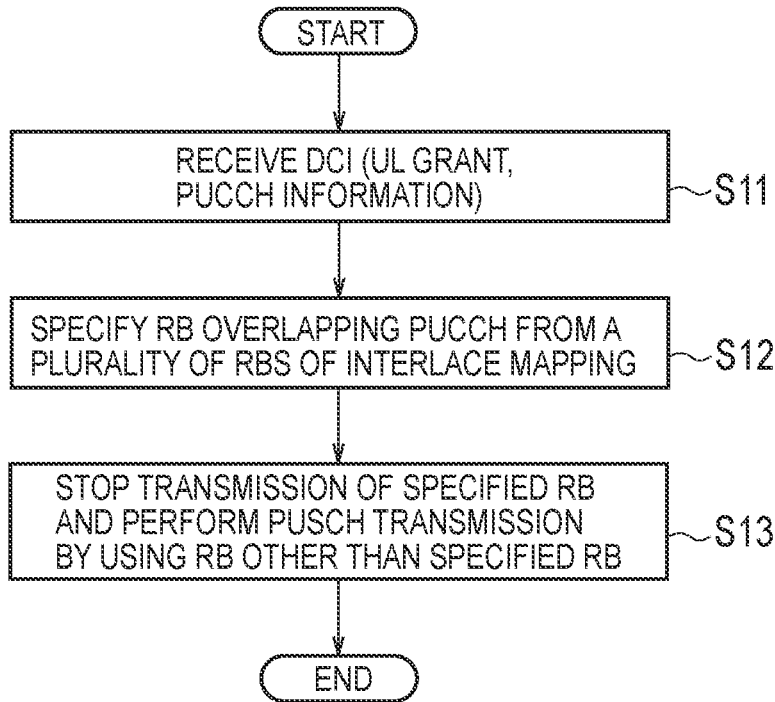 START
RECEIVE DCI (UL GRANT,
PUCCH INFORMATION)
S11
SPECIFY RB OVERLAPPING PUCCH FROM A
PLURALITY OF RBS OF INTERLACE MAPPING
S12
STOP TRANSMISSION OF SPECIFIED RB
AND PERFORM PUSCH TRANSMISSION
BY USING RB OTHER THAN SPECIFIED RB
S13
END